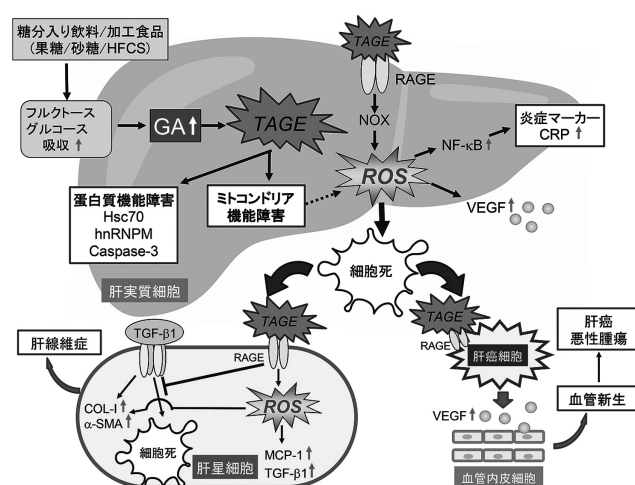 糖分入り飲料/加工食品
(果糖/砂糖/HFCS)
フルクトース
グルコース
吸収↑
GA↑
TAGE
TAGE
RAGE
NOX
ROS
NF-κB↑
炎症マーカー
CRP ↑
VEGF↑
蛋白質機能障害
Hsc70
hnRNPM
Caspase-3
ミトコンドリア
機能障害
肝実質細胞
細胞死
TGF-β1
TAGE
RAGE
肝線維症
COL-I↑
α-SMA↑
ROS
細胞死
肝星細胞
MCP-1↑
TGF-β1↑
TAGE
RAGE
肝癌細胞
VEGF↑
血管内皮細胞
血管新生
肝癌
悪性腫瘍